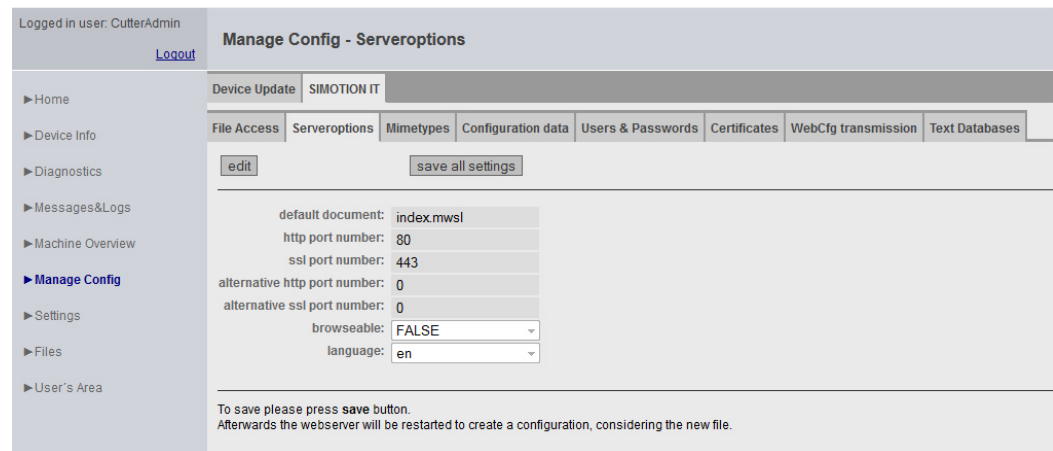 Logged in user: CutterAdmin
Logout
Manage Config - Serveroptions
►Home
►Device Info
►Diagnostics
►Messages&Logs
►Machine Overview
►Manage Config
►Settings
►Files
►User´s Area
Device Update SIMOTION IT
File Access Serveroptions Mimetypes Configuration data Users & Passwords Certificates WebCfg transmission Text Databases
edit save all settings
default document: index.mwsl
http port number: 80
ssl port number: 443
alternative http port number: 0
alternative ssl port number: 0
browseable: FALSE
language: en
To save please press save button.
Afterwards the webserver will be restarted to create a configuration, considering the new file.